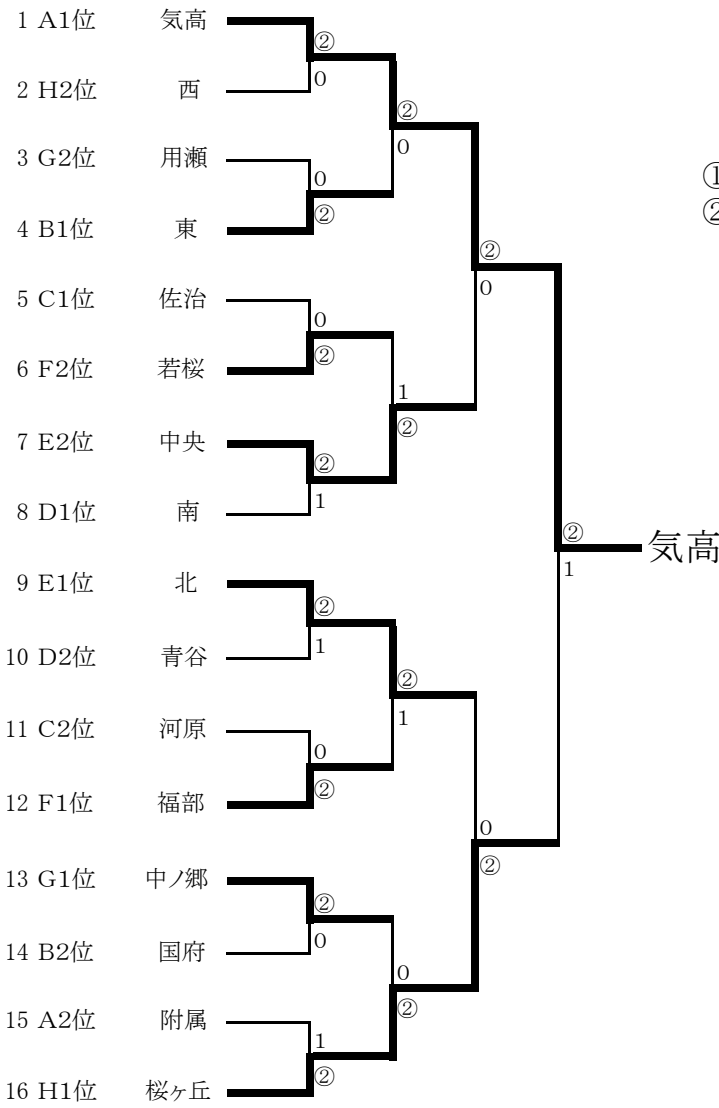 1 A1位 気高
②
0
2 H2位 西
②
0
3 G2位 用瀬
0
②
4 B1位 東
①
②
②
0
5 C1位 佐治
0
②
6 F2位 若桜
1
②
7 E2位 中央
②
1
8 D1位 南
②
1
気高
9 E1位 北
②
1
10 D2位 青谷
②
1
11 C2位 河原
0
②
12 F1位 福部
0
②
13 G1位 中ノ郷
②
0
14 B2位 国府
0
②
15 A2位 附属
1
②
16 H1位 桜ヶ丘